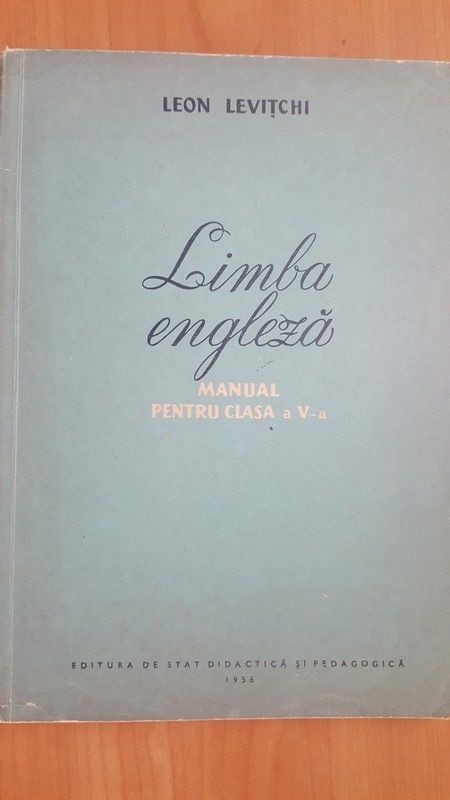 LEON LEVIȚCHI
Limba
engleză
MANUAL
PENTRU CLASA a V-a
EDITURA DE STAT DIDACTICĂ ȘI PEDAGOGICĂ
1956